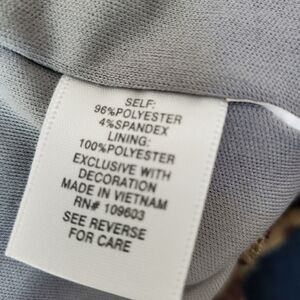 SELF:
96%POLYESTER
4%SPANDEX
LINING:
100%POLYESTER
EXCLUSIVE WITH
DECORATION
MADE IN VIETNAM
RN# 109603
SEE REVERSE
FOR CARE